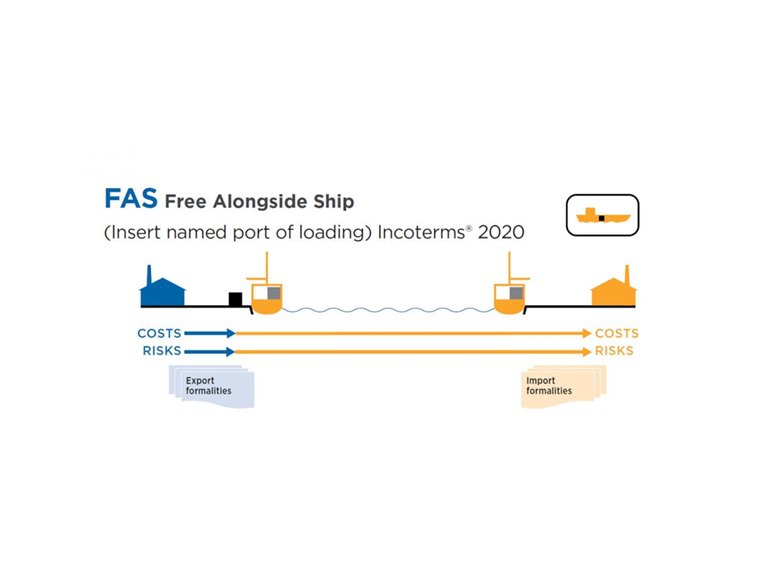 FAS Free Alongside Ship
(Insert named port of loading) Incoterms® 2020
COSTS COSTS
RISKS RISKS
Export
formalities
Import
formalities